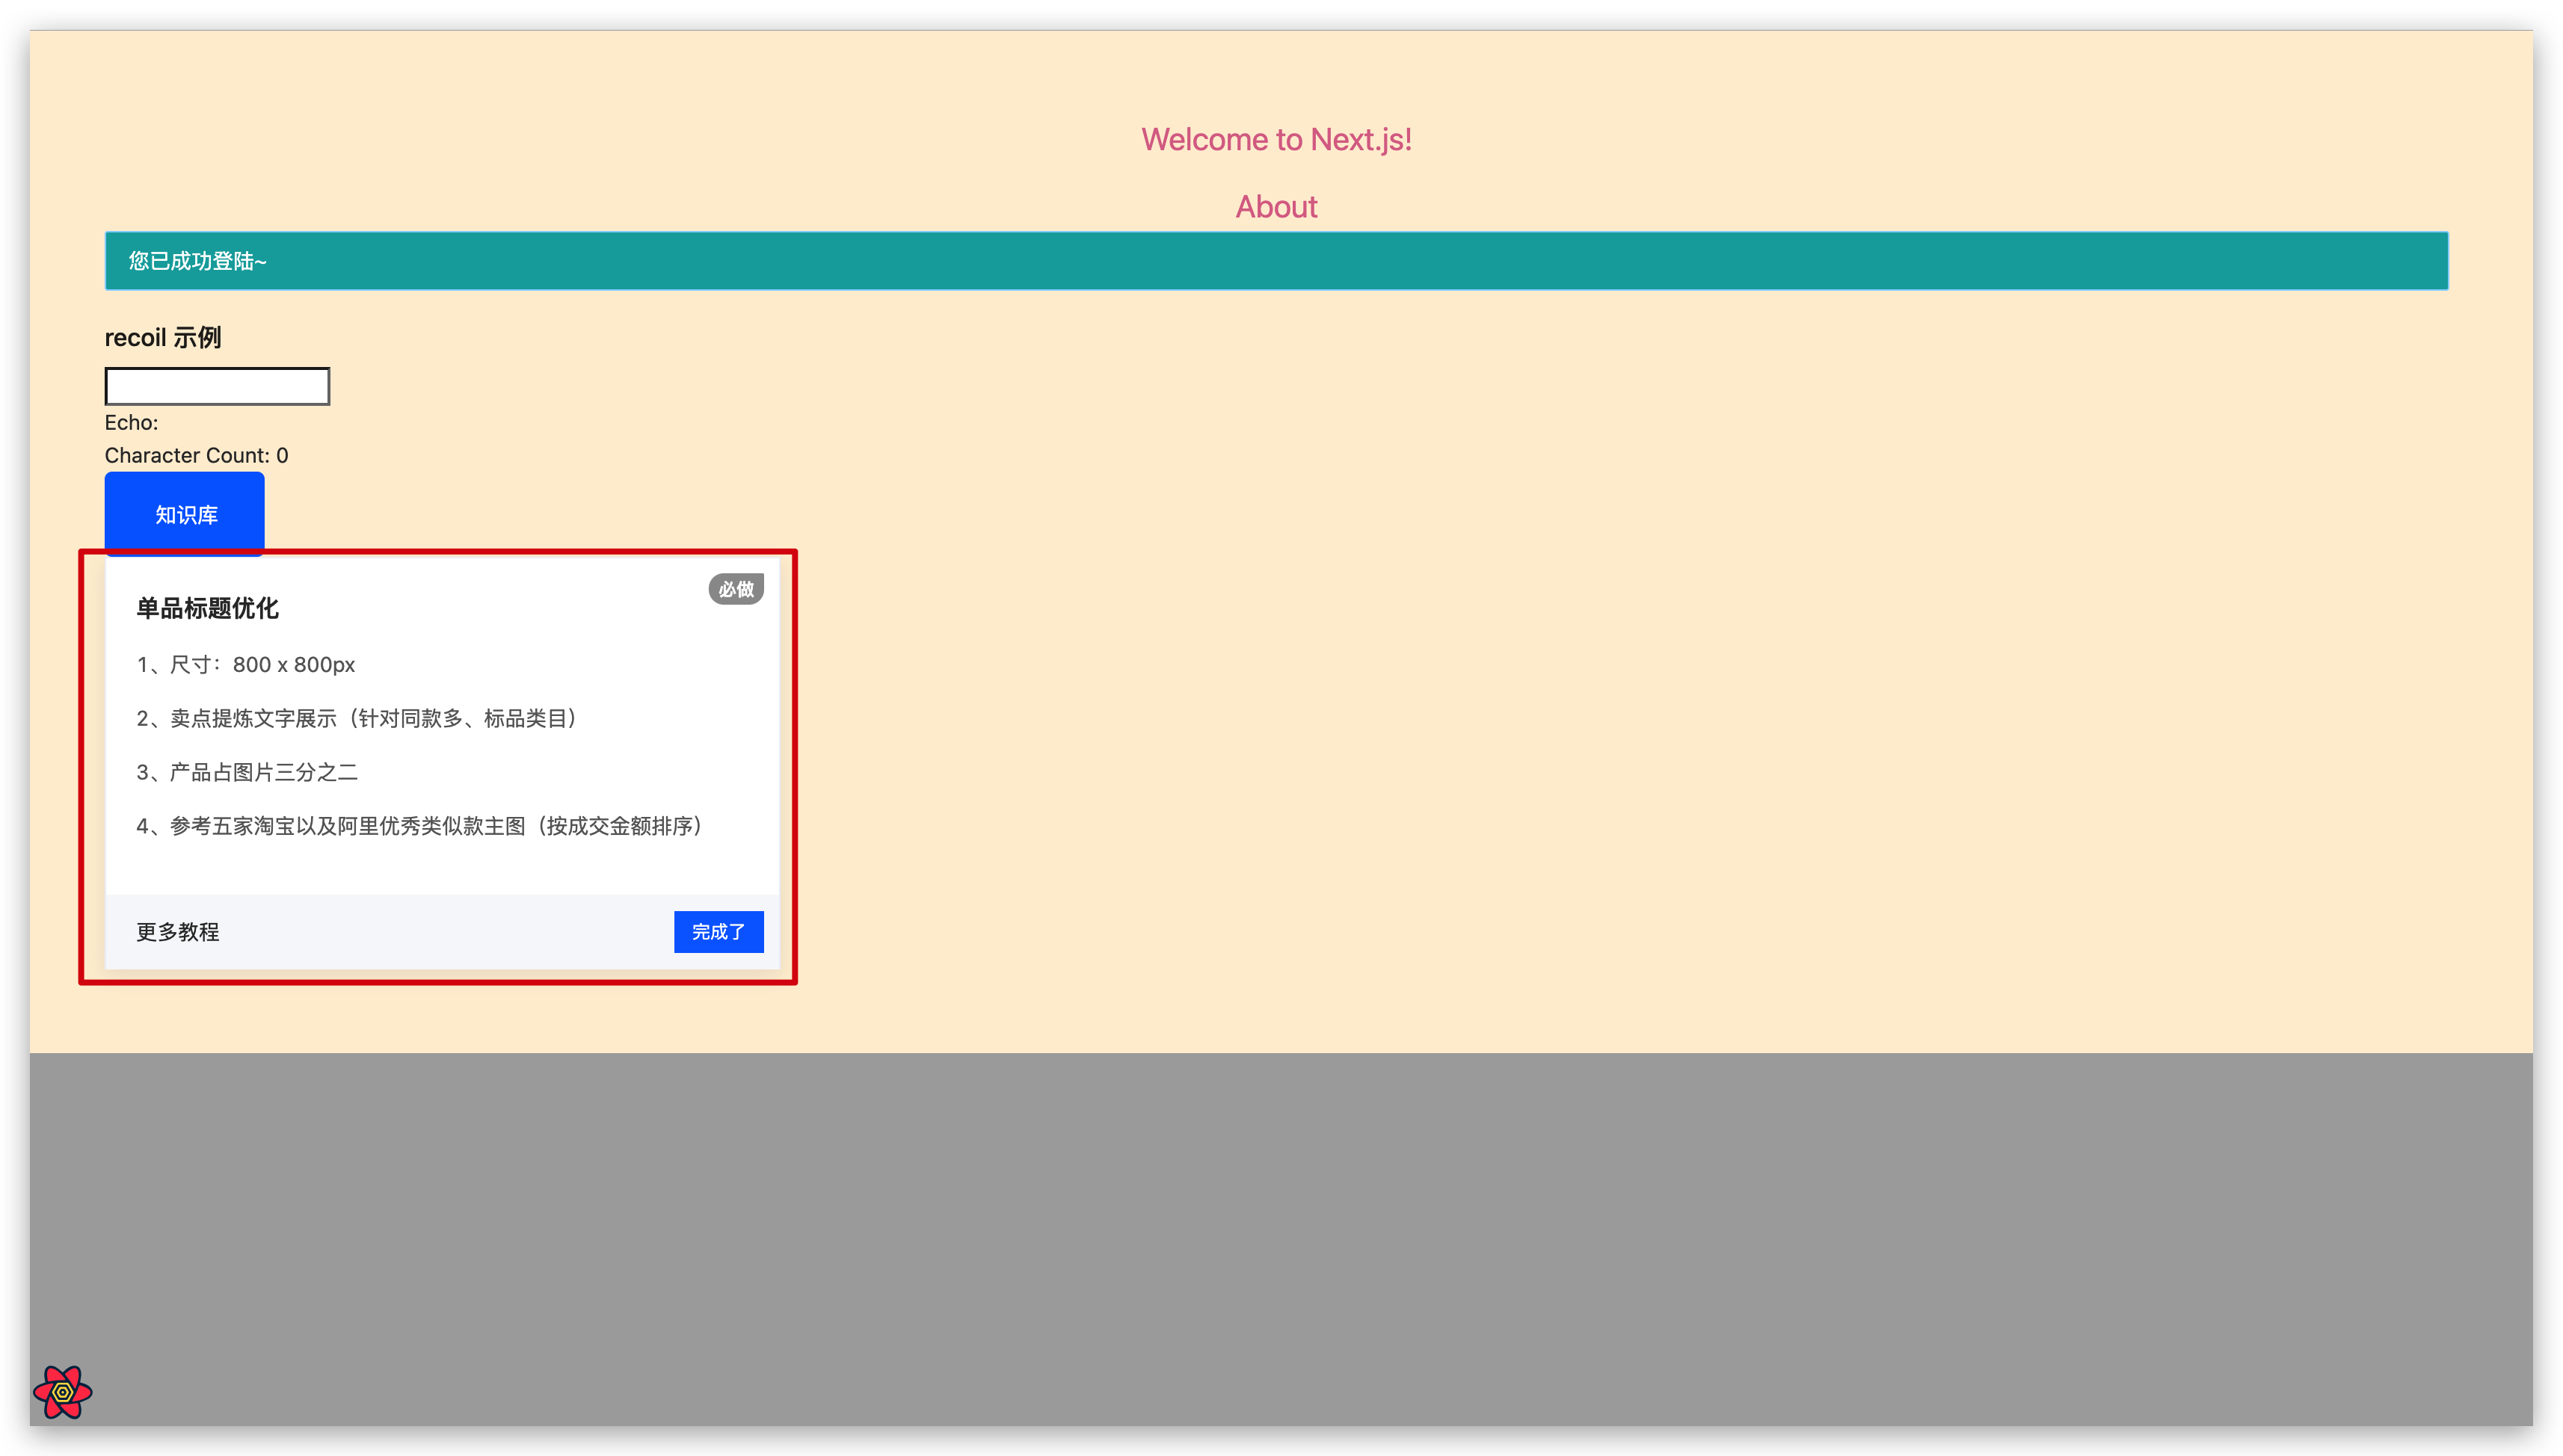 Welcome to Next.js!
About
您已成功登陆~
recoil 示例
Echo:
Character Count: 0
知识库
必做
单品标题优化
1、尺寸：800 x 800px
2、卖点提炼文字展示（针对同款多、标品类目）
3、产品占图片三分之二
4、参考五家淘宝以及阿里优秀类似款主图（按成交金额排序）
更多教程
完成了